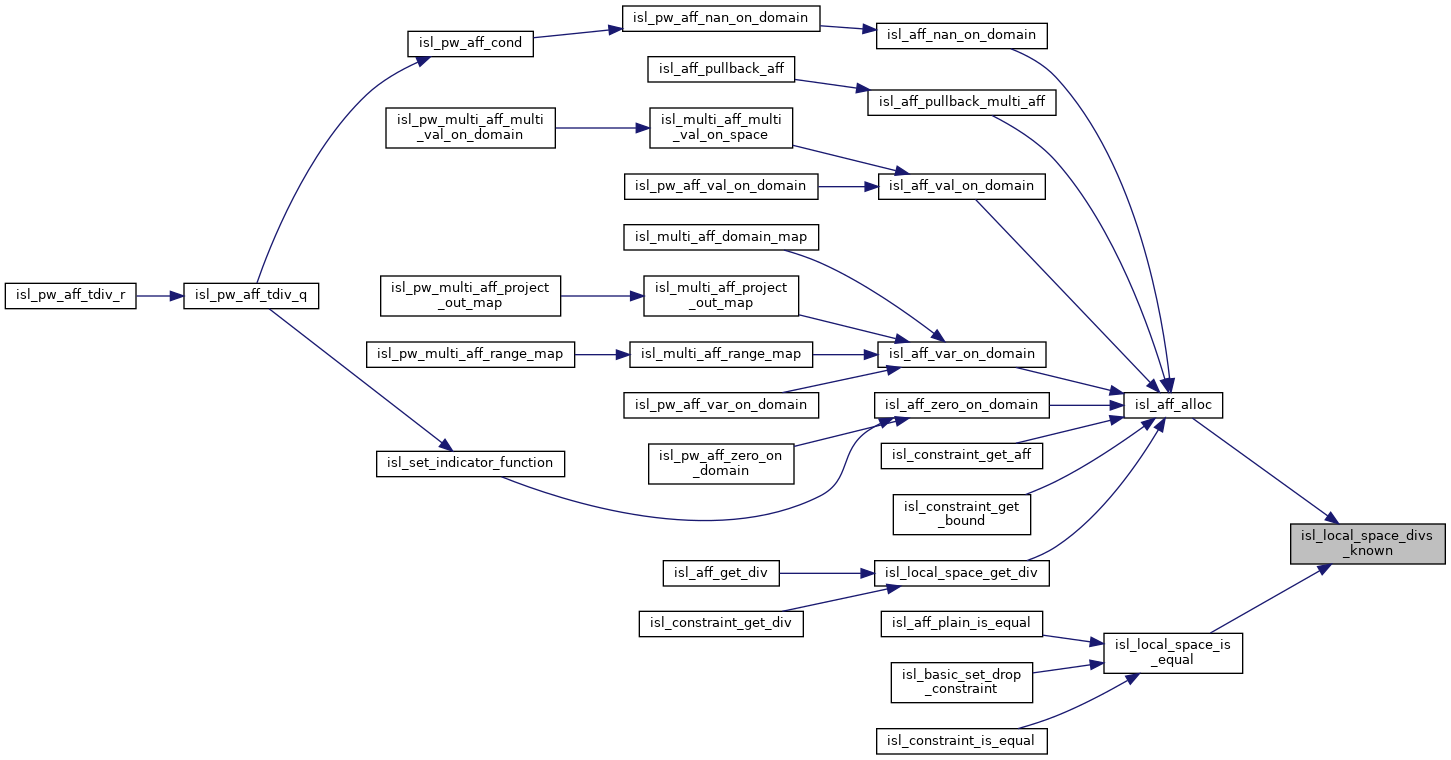 isl_pw_aff_nan_on_domain
isl_aff_nan_on_domain
isl_pw_aff_cond
isl_aff_pullback_aff
isl_aff_pullback_multi_aff
isl_pw_multi_aff_multi
_val_on_domain
isl_multi_aff_multi
_val_on_space
isl_pw_aff_val_on_domain
isl_aff_val_on_domain
isl_multi_aff_domain_map
isl_pw_aff_tdiv_r
isl_pw_aff_tdiv_q
isl_pw_multi_aff_project
_out_map
isl_multi_aff_project
_out_map
isl_pw_multi_aff_range_map
isl_multi_aff_range_map
isl_aff_var_on_domain
isl_pw_aff_var_on_domain
isl_aff_zero_on_domain
isl_aff_alloc
isl_set_indicator_function
isl_pw_aff_zero_on
_domain
isl_constraint_get_aff
isl_constraint_get
_bound
isl_local_space_divs
_known
isl_aff_get_div
isl_local_space_get_div
isl_constraint_get_div
isl_aff_plain_is_equal
isl_local_space_is
_equal
isl_basic_set_drop
_constraint
isl_constraint_is_equal